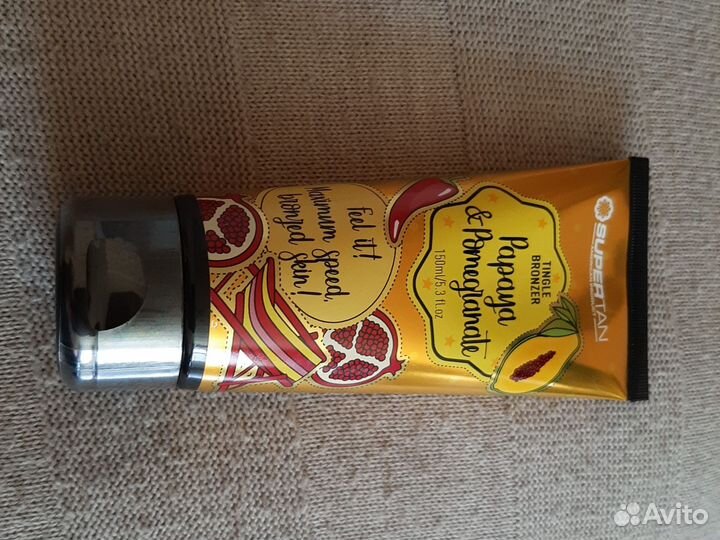 SUPERTAN
TINGLE
BRONZER
Papaya
& Pomegranate
150ml/5.3 fl.oz
Feel it!
Maximum speed,
bronzed skin!
Avito